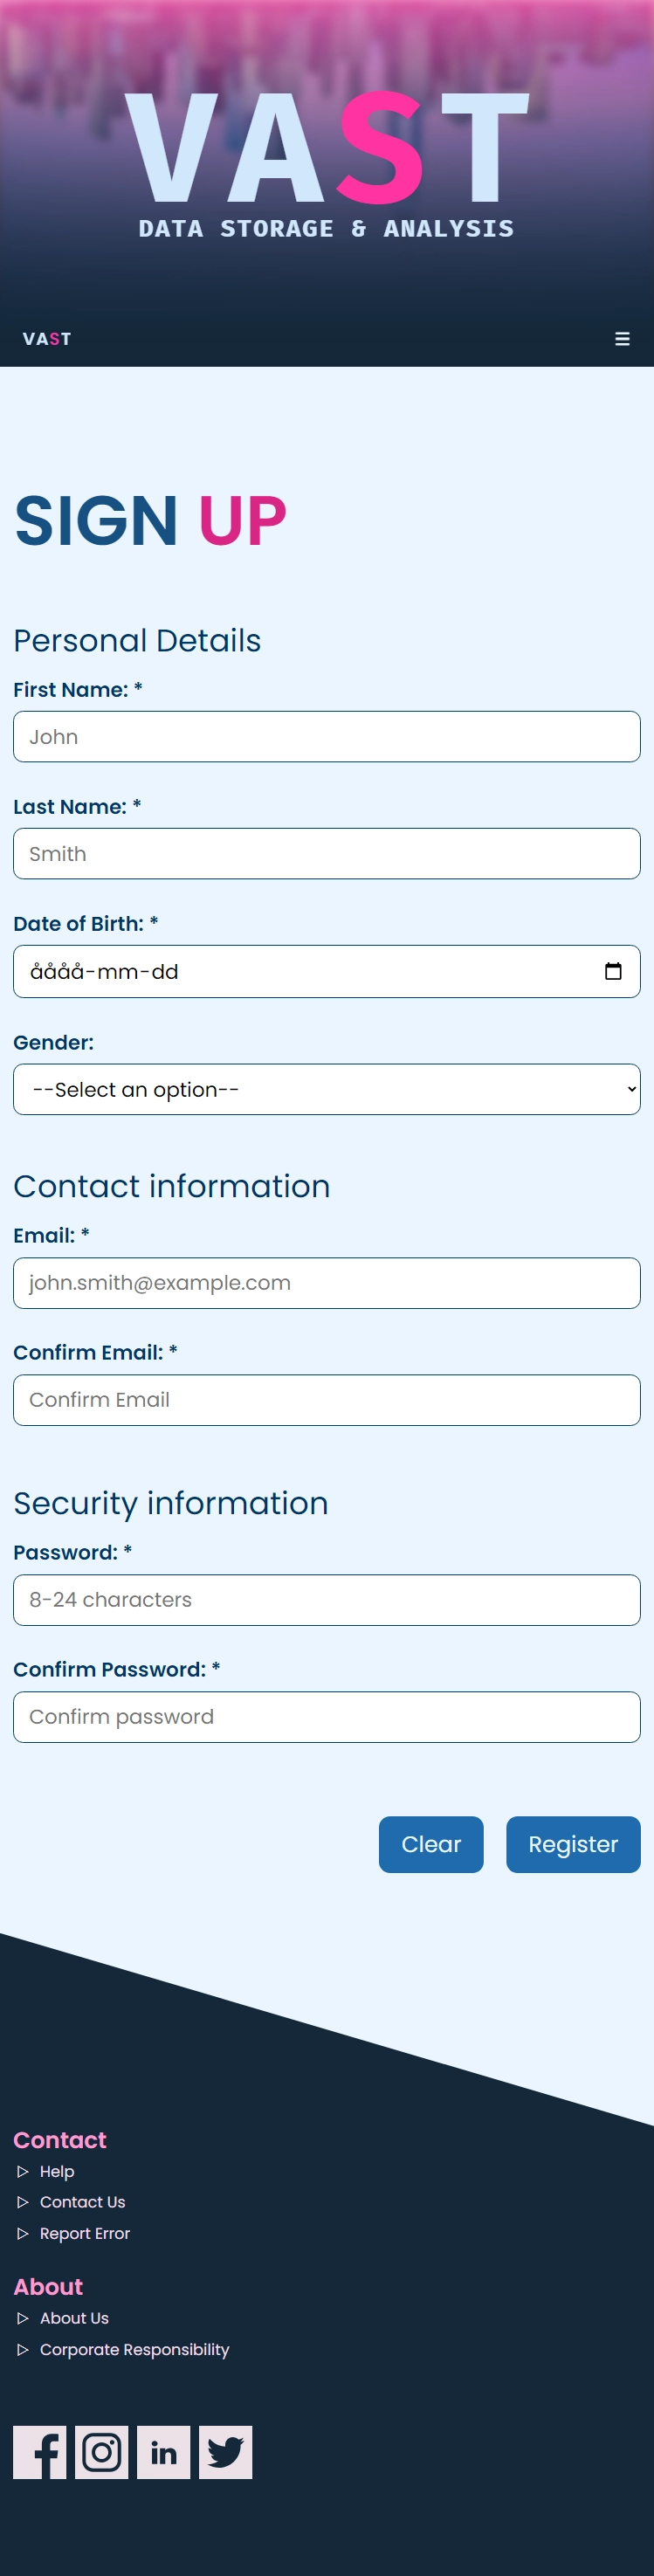 VAST
DATA STORAGE & ANALYSIS
VAST
SIGN UP
Personal Details
First Name: *
John
Last Name: *
Smith
Date of Birth: *
åååå-mm-dd
Gender:
--Select an option--
Contact information
Email: *
john.smith@example.com
Confirm Email: *
Confirm Email
Security information
Password: *
8-24 characters
Confirm Password: *
Confirm password
Clear Register
Contact
Help
Contact Us
Report Error
About
About Us
Corporate Responsibility